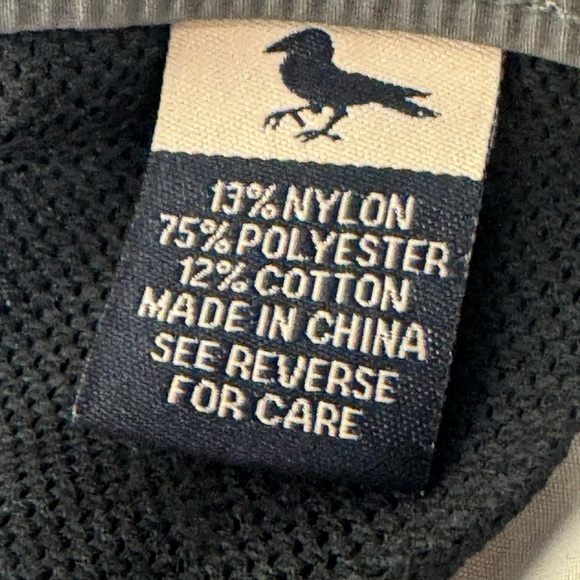 13% NYLON
75% POLYESTER
12% COTTON
MADE IN CHINA
SEE REVERSE
FOR CARE